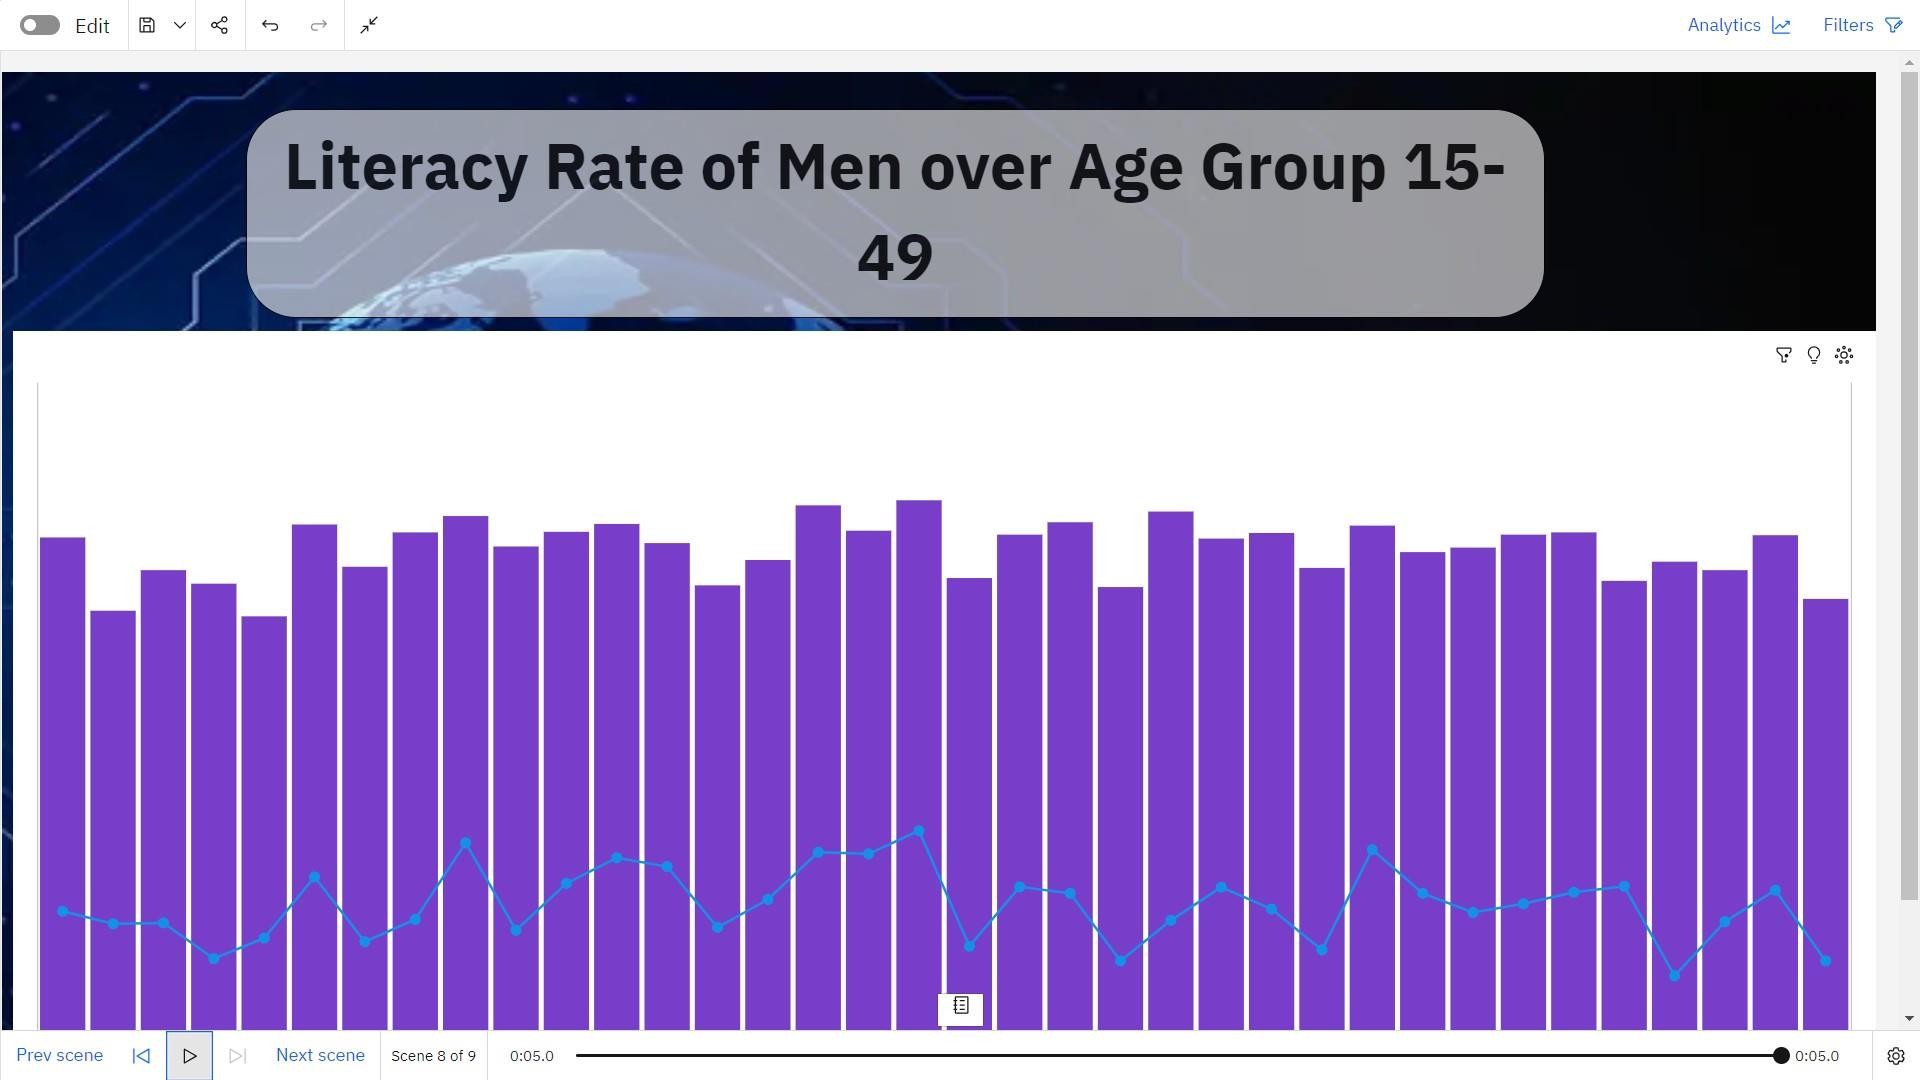 Edit
Analytics
Filters
Literacy Rate of Men over Age Group 15-
49
Prev scene
Next scene
Scene 8 of 9
0:05.0
0:05.0